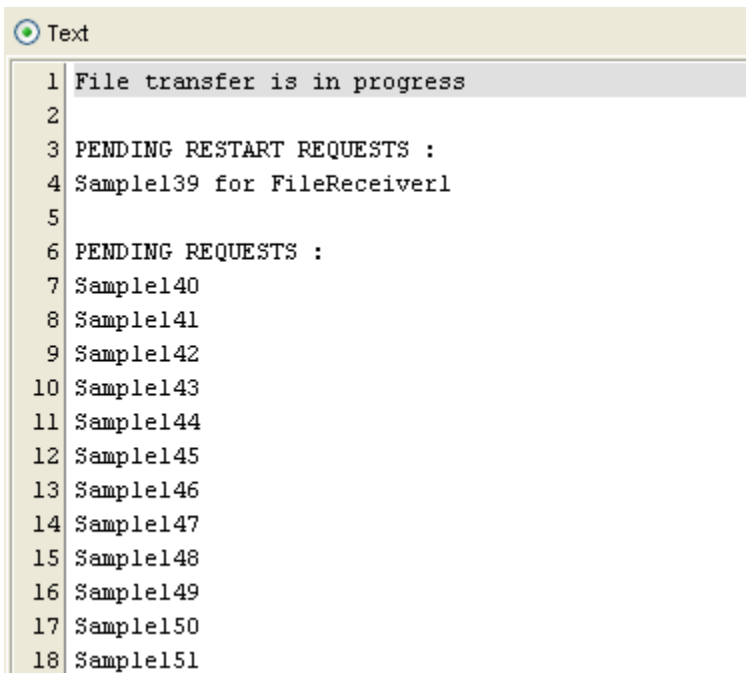 Text
1 File transfer is in progress
2
3 PENDING RESTART REQUESTS :
4 Sample139 for FileReceiver1
5
6 PENDING REQUESTS :
7 Sample140
8 Sample141
9 Sample142
10 Sample143
11 Sample144
12 Sample145
13 Sample146
14 Sample147
15 Sample148
16 Sample149
17 Sample150
18 Sample151